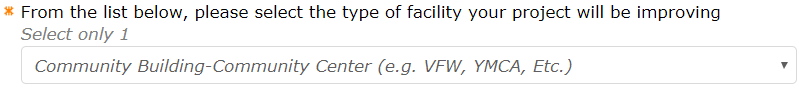 * From the list below, please select the type of facility your project will be improving
Select only 1
Community Building-Community Center (e.g. VFW, YMCA, Etc.)